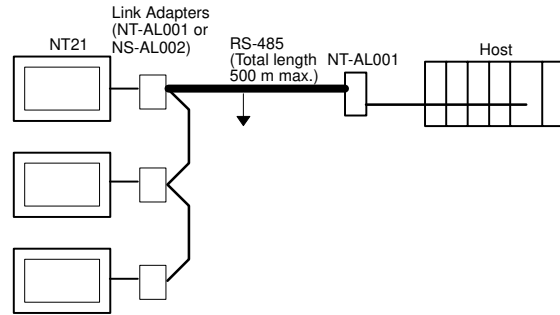 Link Adapters
(NT-AL001 or
NS-AL002)
NT21
RS-485
(Total length
500 m max.)
NT-AL001
Host